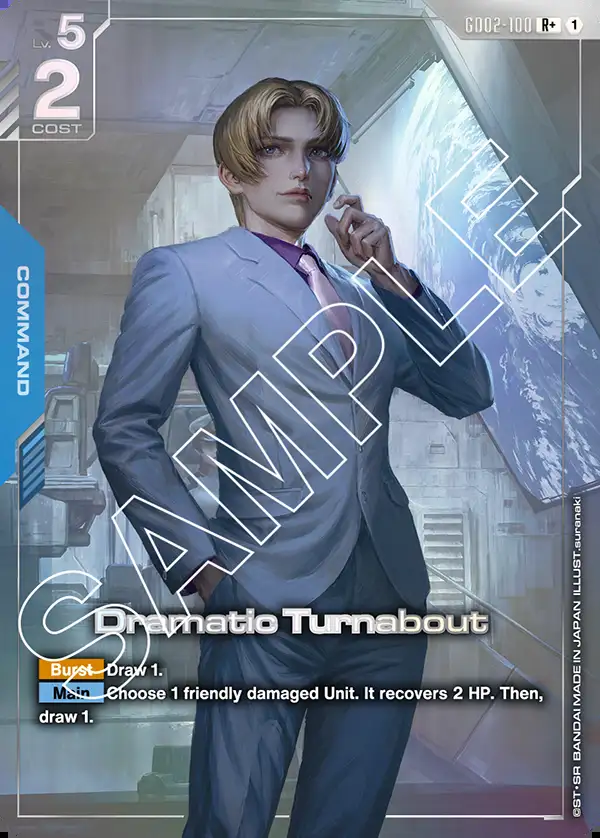 Lv. 5
2
COST
GD02-100 R+ 1
COMMAND
SAMPLE
Dramatic Turnabout
Burst Draw 1.
Main Choose 1 friendly damaged Unit. It recovers 2 HP. Then,
draw 1.
©ST•SR BANDAI MADE IN JAPAN ILLUST.suranaki